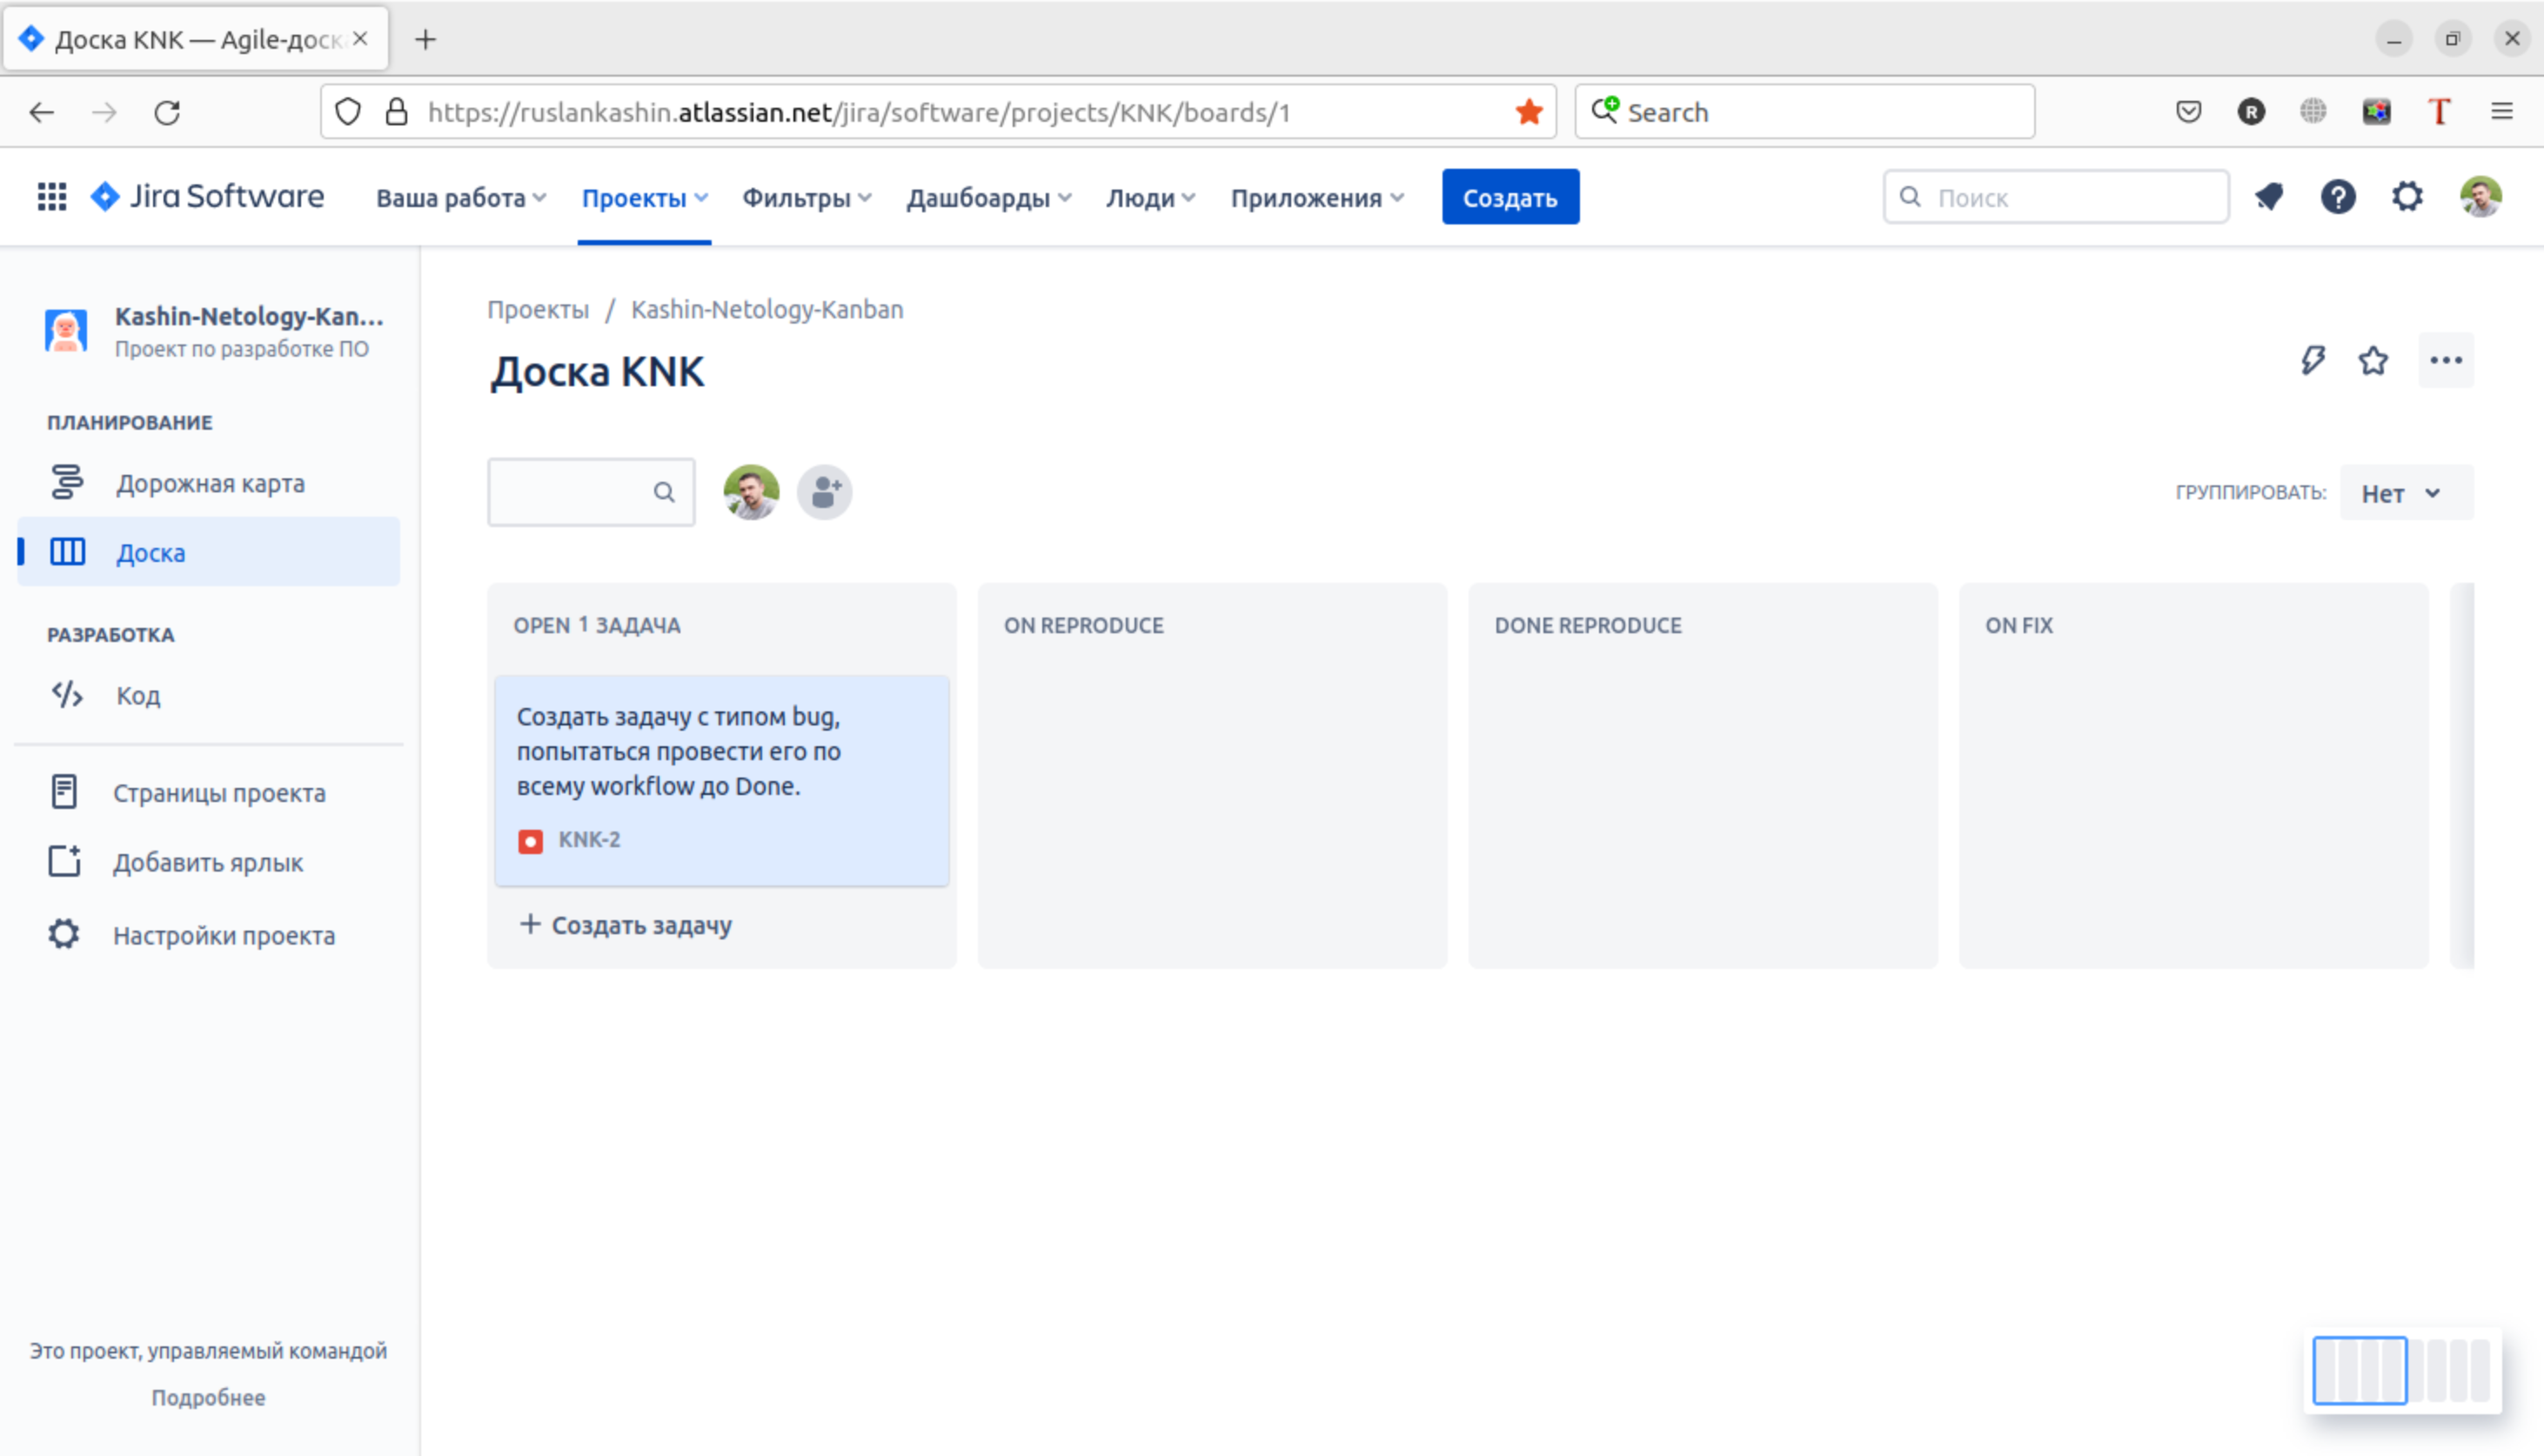 Доска KNK — Agile-доск
https://ruslankashin.atlassian.net/jira/software/projects/KNK/boards/1
Search
R
T
Jira Software
Ваша работа
Проекты
Фильтры
Дашборды
Люди
Приложения
Создать
Поиск
Kashin-Netology-Kan...
Проект по разработке ПО
ПЛАНИРОВАНИЕ
Дорожная карта
Доска
РАЗРАБОТКА
Код
Страницы проекта
Добавить ярлык
Настройки проекта
Это проект, управляемый командой
Подробнее
Проекты / Kashin-Netology-Kanban
Доска KNK
ГРУППИРОВАТЬ: Нет
OPEN 1 ЗАДАЧА
Создать задачу с типом bug,
попытаться провести его по
всему workflow до Done.
KNK-2
+ Создать задачу
ON REPRODUCE
DONE REPRODUCE
ON FIX